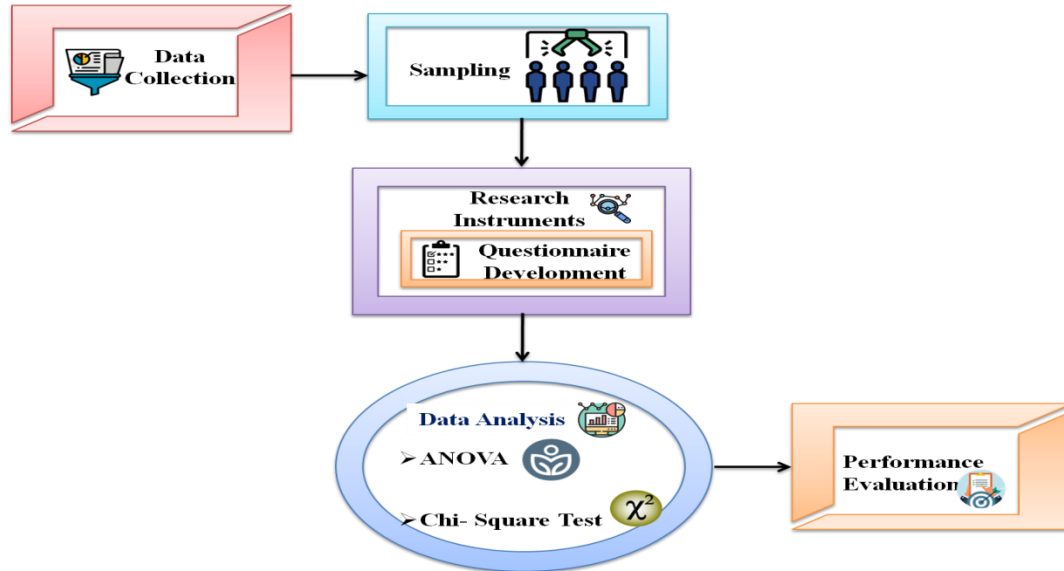 Data
Collection
Sampling
Research
Instruments
Questionnaire
Development
Data Analysis
➢ANOVA
➢Chi- Square Test
χ²
Performance
Evaluation